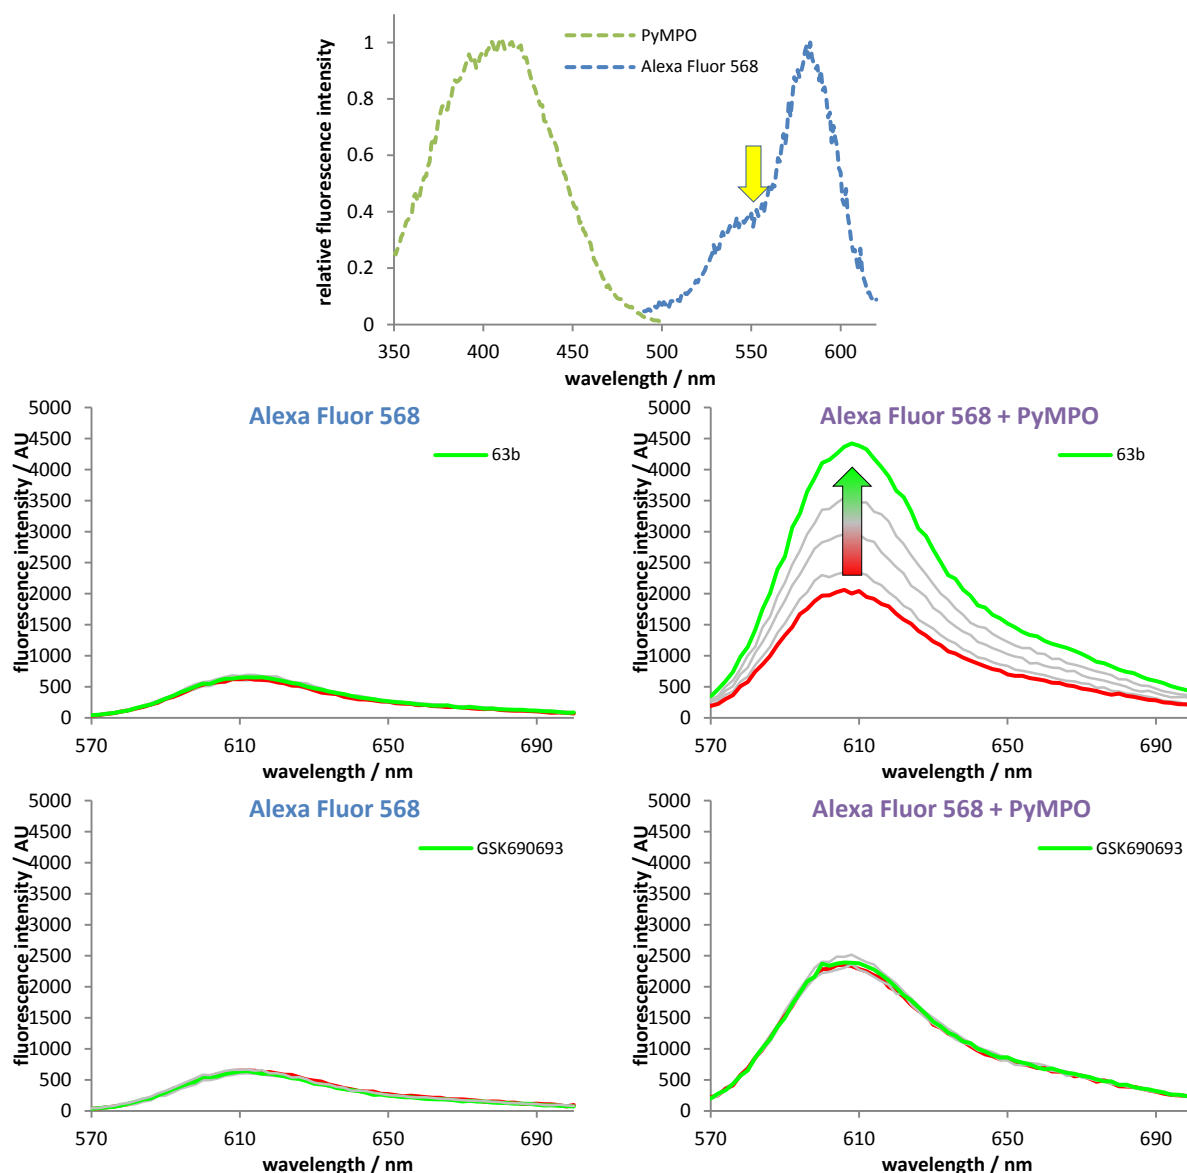 PyMPO
Alexa Fluor 568
relative fluorescence intensity
1
0.8
0.6
0.4
0.2
0
350 400 450 500 550 600
wavelength / nm
Alexa Fluor 568
63b
fluorescence intensity / AU
5000
4500
4000
3500
3000
2500
2000
1500
1000
500
0
570 610 650 690
wavelength / nm
Alexa Fluor 568 + PyMPO
63b
fluorescence intensity / AU
5000
4500
4000
3500
3000
2500
2000
1500
1000
500
0
570 610 650 690
wavelength / nm
Alexa Fluor 568
GSK690693
fluorescence intensity / AU
5000
4500
4000
3500
3000
2500
2000
1500
1000
500
0
570 610 650 690
wavelength / nm
Alexa Fluor 568 + PyMPO
GSK690693
fluorescence intensity / AU
5000
4500
4000
3500
3000
2500
2000
1500
1000
500
0
570 610 650 690
wavelength / nm